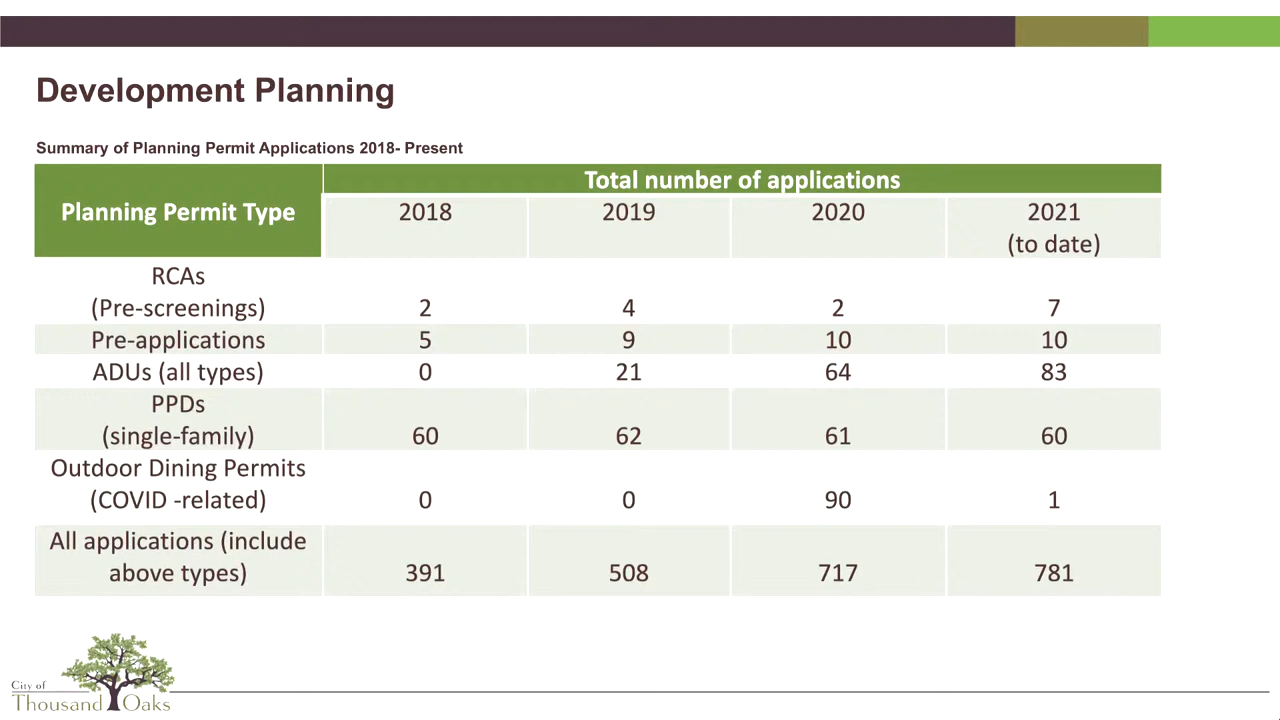 Development Planning
Summary of Planning Permit Applications 2018- Present
Planning Permit Type
Total number of applications
2018 2019 2020 2021
(to date)
RCAs
(Pre-screenings) 2 4 2 7
Pre-applications 5 9 10 10
ADUs (all types) 0 21 64 83
PPDs
(single-family) 60 62 61 60
Outdoor Dining Permits
(COVID -related) 0 0 90 1
All applications (include
above types) 391 508 717 781
City of
Thousand Oaks